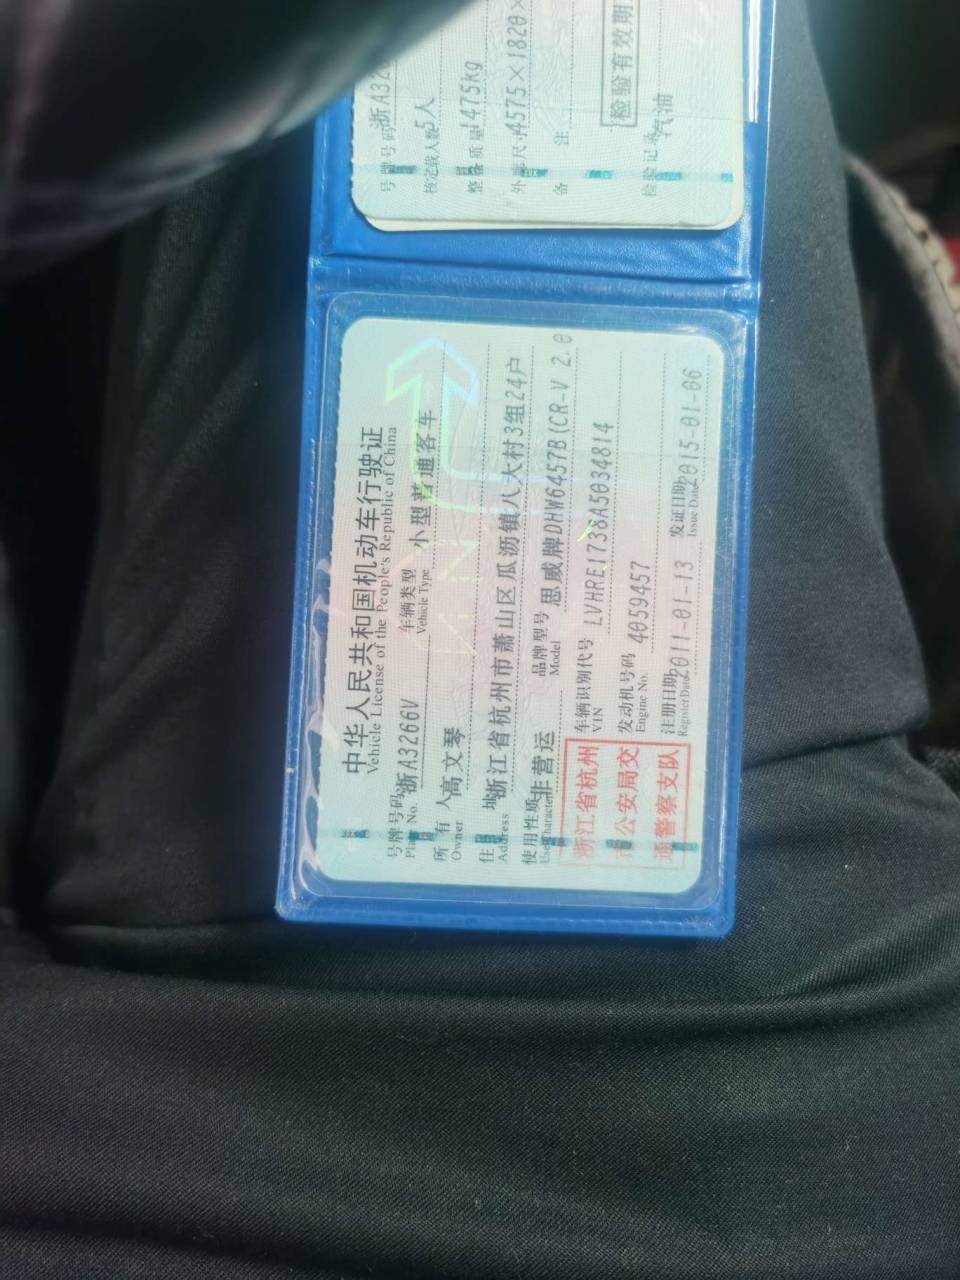 中华人民共和国机动车行驶证
Vehicle License of the People's Republic of China
号牌号码 浙A3266V 车辆类型 小型普通客车
Plate No. Vehicle Type
所有人 高文琴
Owner
住址 浙江省杭州市萧山区瓜沥镇八大村3组24户
Address
使用性质 非营运 品牌型号 思威牌DHW6457B(CR-V 2.0
Use Character Model
浙江省杭州市公安局交通警察支队
车辆识别代号 LVHRE1738A5034814
VIN
发动机号码 4059457
Engine No.
注册日期 2011-01-13 发证日期 2015-01-06
Register Date Issue Date
号牌号码 浙A32
核定载人数 5人
整备质量 1475kg
外廓尺寸 4575×1820×
备注
检验有效期
检验记录 汽油